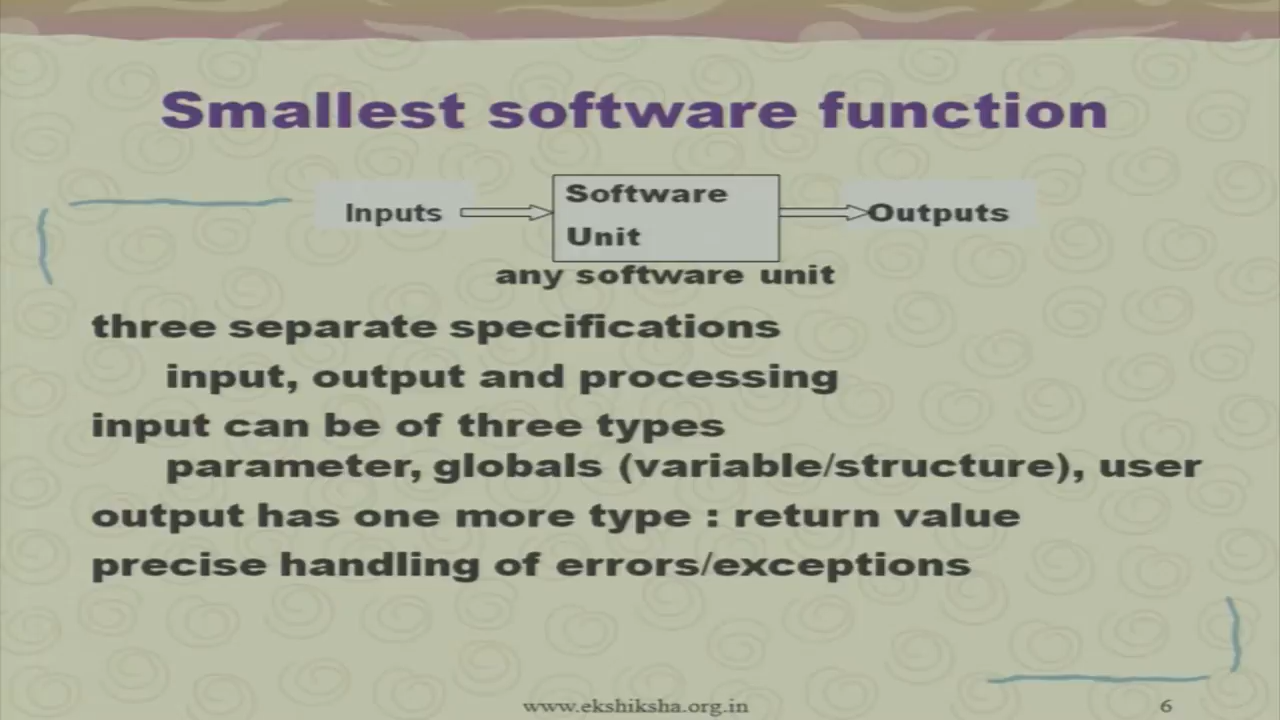 Smallest software function
Inputs
Software
Unit
Outputs
any software unit
three separate specifications
input, output and processing
input can be of three types
parameter, globals (variable/structure), user
output has one more type : return value
precise handling of errors/exceptions
www.ekshiksha.org.in
6